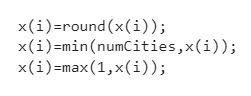 x(i)=round(x(i));
x(i)=min(numCities,x(i));
x(i)=max(1,x(i));